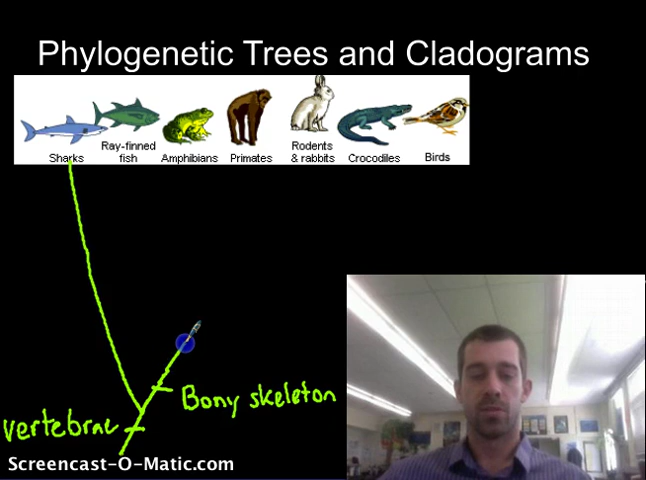 Phylogenetic Trees and Cladograms
Sharks
Ray-finned
fish
Amphibians
Primates
Rodents
& rabbits
Crocodiles
Birds
Bony skeleton
vertebrae
Screencast-O-Matic.com